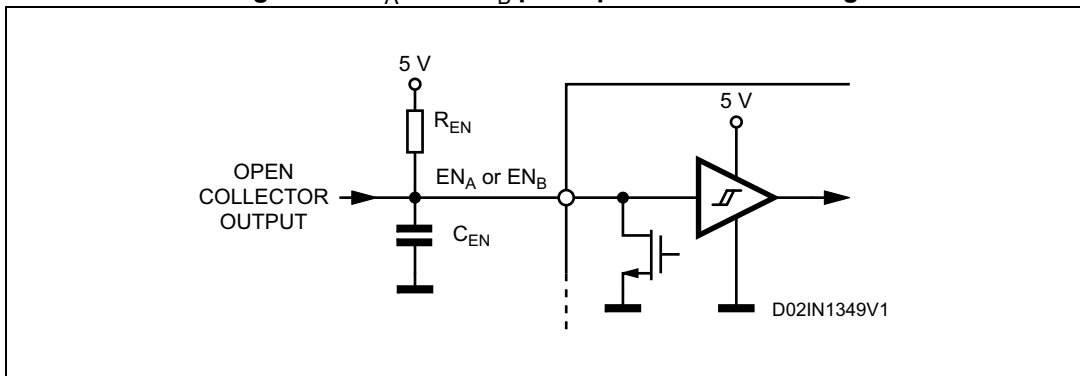 5 V
R_EN
5 V
OPEN
COLLECTOR
OUTPUT
EN_A or EN_B
C_EN
D02IN1349V1